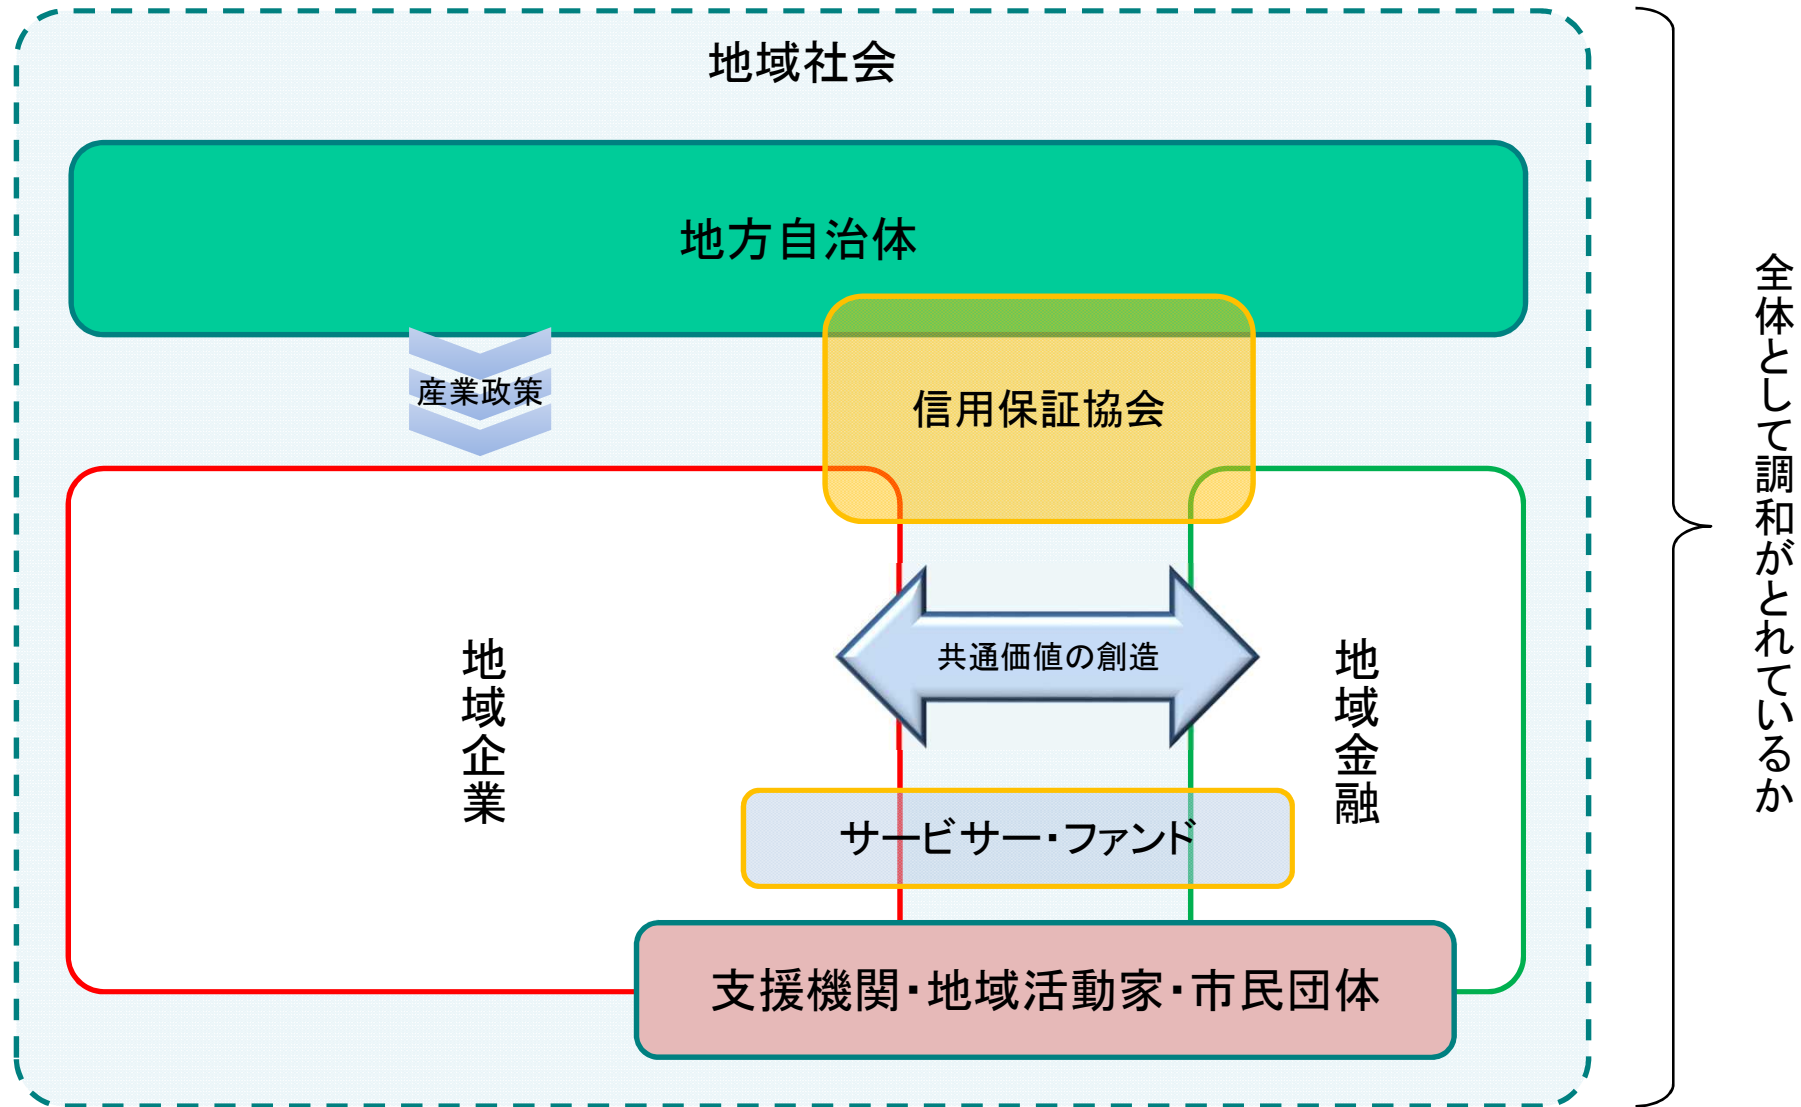 地域社会
地方自治体
産業政策
信用保証協会
地域企業
共通価値の創造
地域金融
サービサー・ファンド
支援機関・地域活動家・市民団体
全体として調和がとれているか